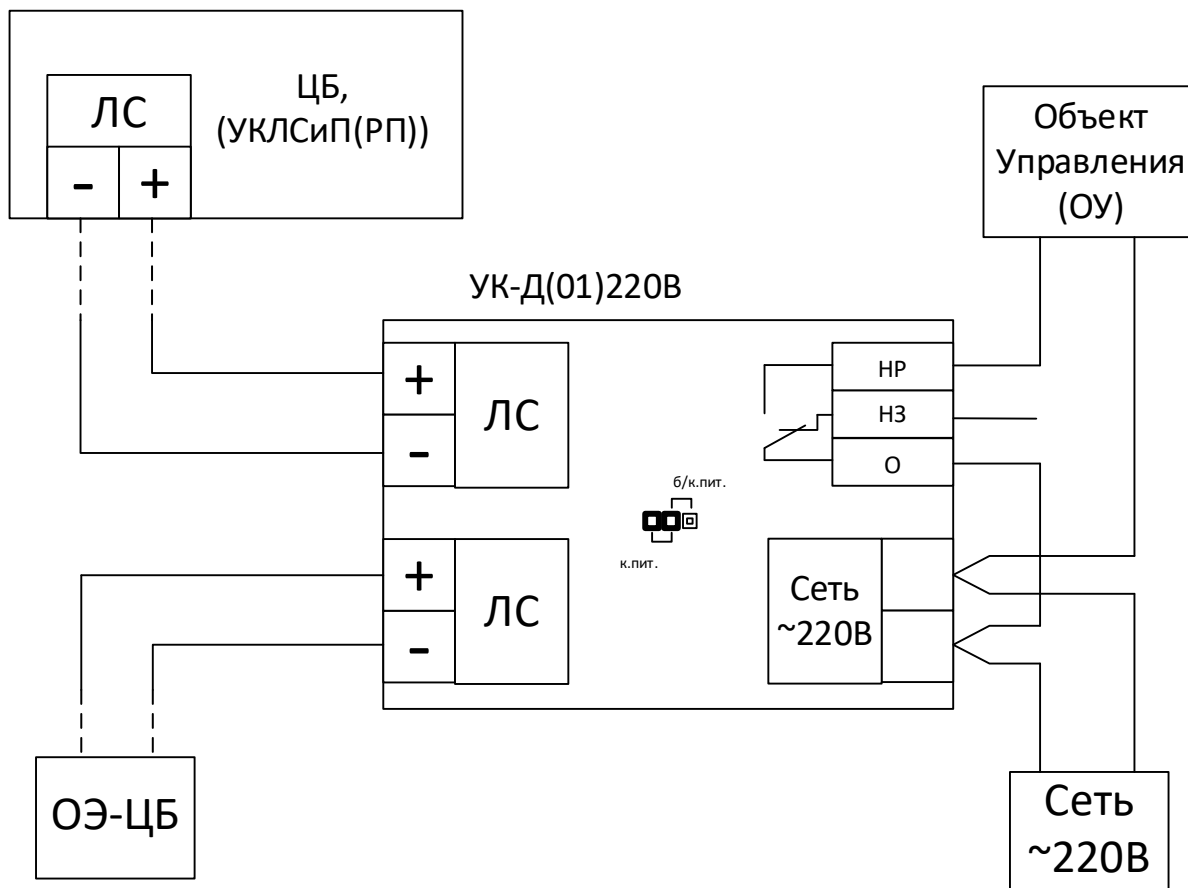 ЦБ,
(УКЛСиП(РП))
ЛС
- +
Объект
Управления
(ОУ)
УК-Д(01)220В
+
ЛС
-
НР
НЗ
О
б/к.пит.
к.пит.
+
ЛС
-
Сеть
~220В
ОЭ-ЦБ
Сеть
~220В